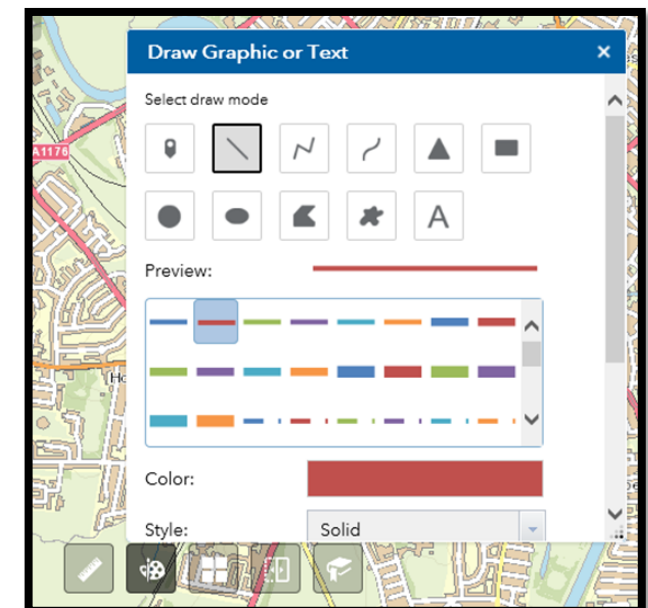 Draw Graphic or Text ×
Select draw mode
A1176
A
Preview:
Color:
Style: Solid